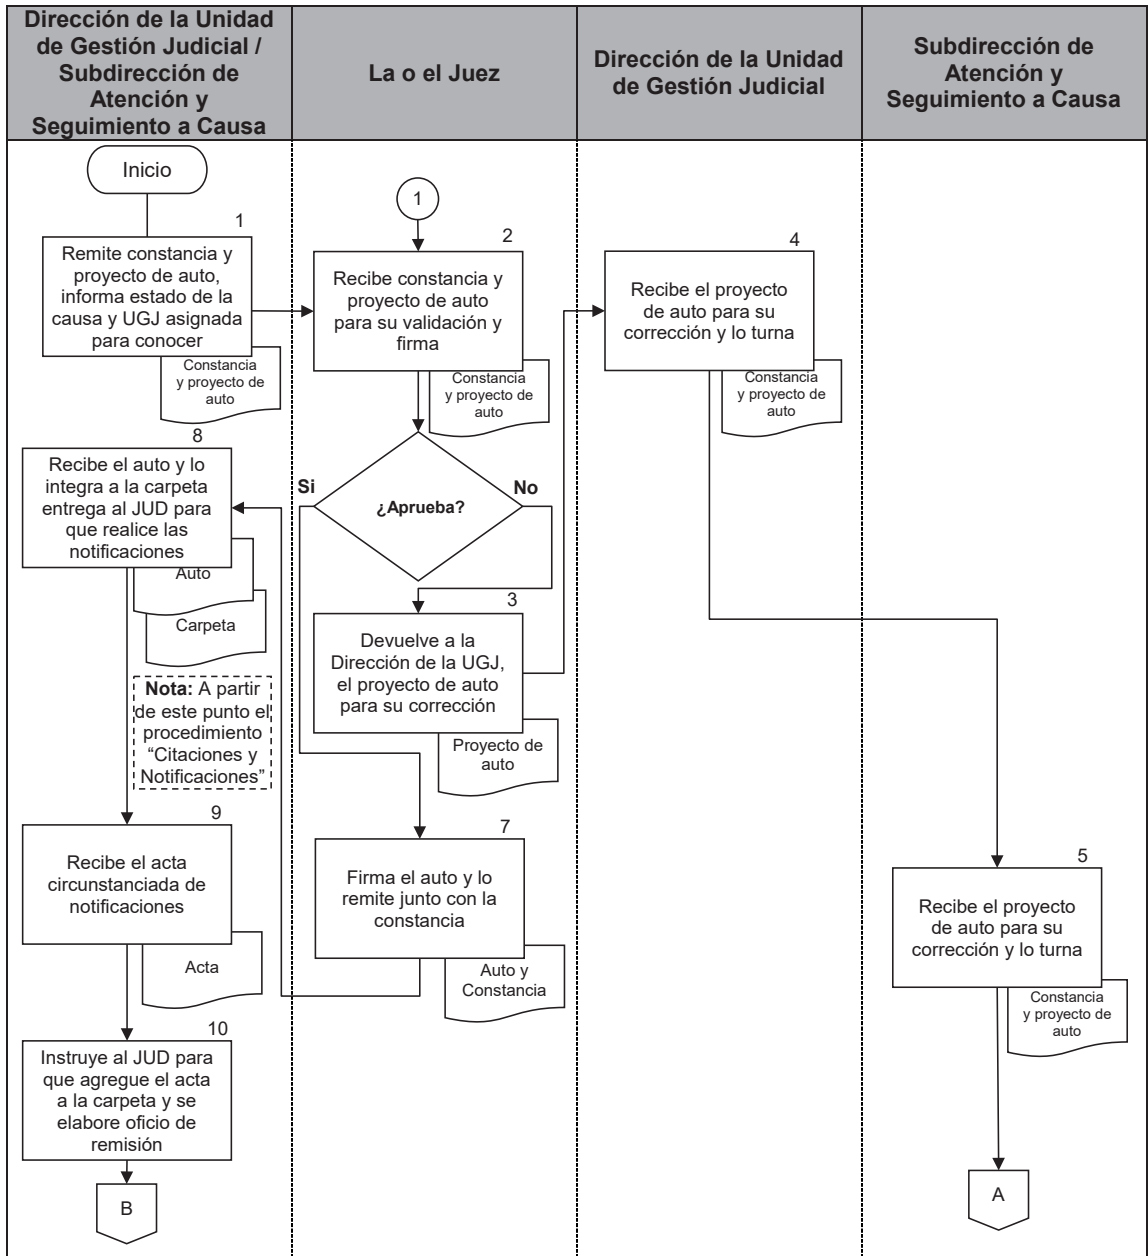 Dirección de la Unidad
de Gestión Judicial /
Subdirección de
Atención y
Seguimiento a Causa
La o el Juez
Dirección de la Unidad
de Gestión Judicial
Subdirección de
Atención y
Seguimiento a Causa
Inicio
1
Remite constancia y
proyecto de auto,
informa estado de la
causa y UGJ asignada
para conocer
Constancia
y proyecto de
auto
1
2
Recibe constancia y
proyecto de auto
para su validación y
firma
Constancia
y proyecto de
auto
4
Recibe el proyecto
de auto para su
corrección y lo turna
Constancia
y proyecto de
auto
8
Recibe el auto y lo
integra a la carpeta
entrega al JUD para
que realice las
notificaciones
Auto
Carpeta
Si
No
¿Aprueba?
3
Devuelve a la
Dirección de la UGJ,
el proyecto de auto
para su corrección
Proyecto de
auto
Nota: A partir
de este punto el
procedimiento
“Citaciones y
Notificaciones”
9
Recibe el acta
circunstanciada de
notificaciones
Acta
7
Firma el auto y lo
remite junto con la
constancia
Auto y
Constancia
5
Recibe el proyecto
de auto para su
corrección y lo turna
Constancia
y proyecto de
auto
10
Instruye al JUD para
que agregue el acta
a la carpeta y se
elabore oficio de
remisión
B
A